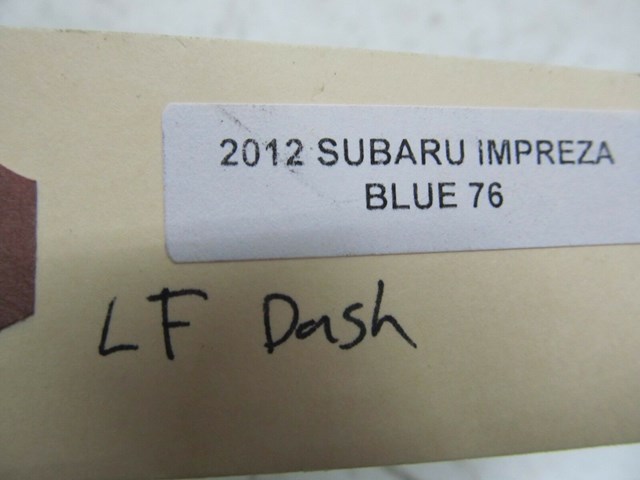 2012 SUBARU IMPREZA
BLUE 76
LF Dash